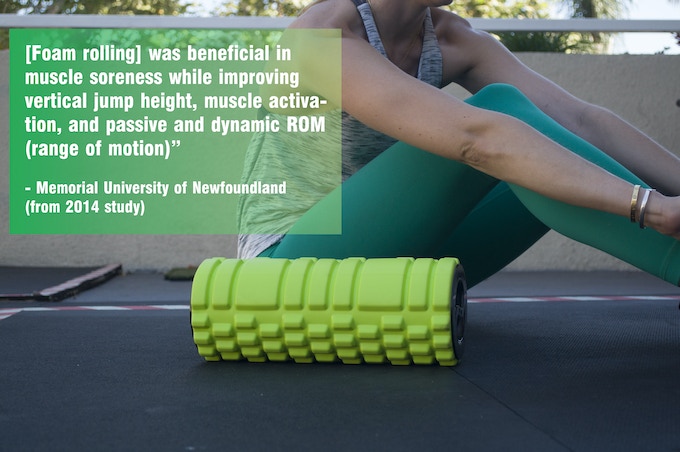 [Foam rolling] was beneficial in
muscle soreness while improving
vertical jump height, muscle activa-
tion, and passive and dynamic ROM
(range of motion)”
- Memorial University of Newfoundland
(from 2014 study)